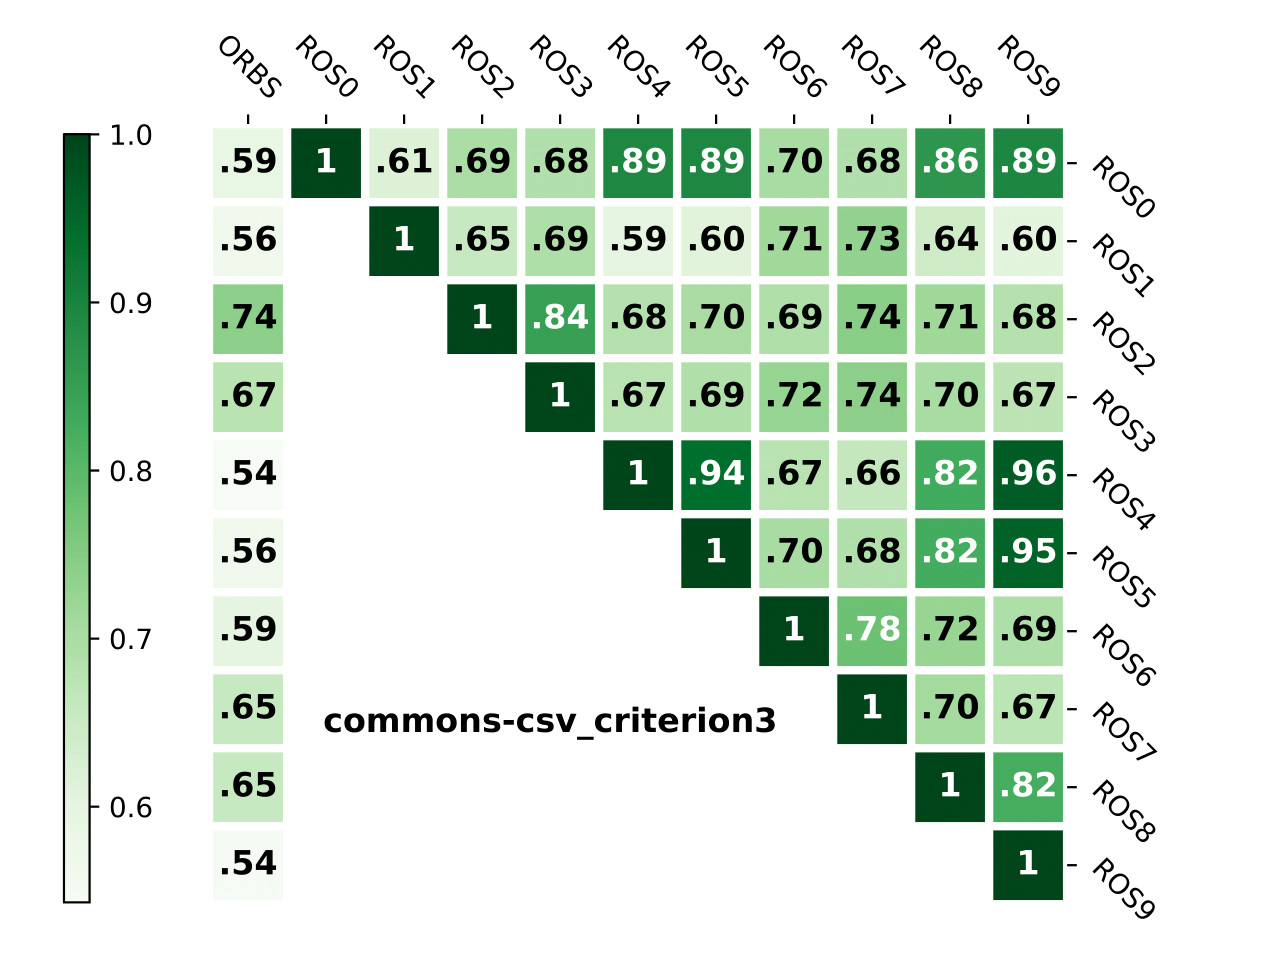 ORBS ROS0 ROS1 ROS2 ROS3 ROS4 ROS5 ROS6 ROS7 ROS8 ROS9
1.0
0.9
0.8
0.7
0.6
.59 1 .61 .69 .68 .89 .89 .70 .68 .86 .89 ROS0
.56 1 .65 .69 .59 .60 .71 .73 .64 .60 ROS1
.74 1 .84 .68 .70 .69 .74 .71 .68 ROS2
.67 1 .67 .69 .72 .74 .70 .67 ROS3
.54 1 .94 .67 .66 .82 .96 ROS4
.56 1 .70 .68 .82 .95 ROS5
.59 1 .78 .72 .69 ROS6
.65 1 .70 .67 ROS7
commons-csv_criterion3
.65 1 .82 ROS8
.54 1 ROS9